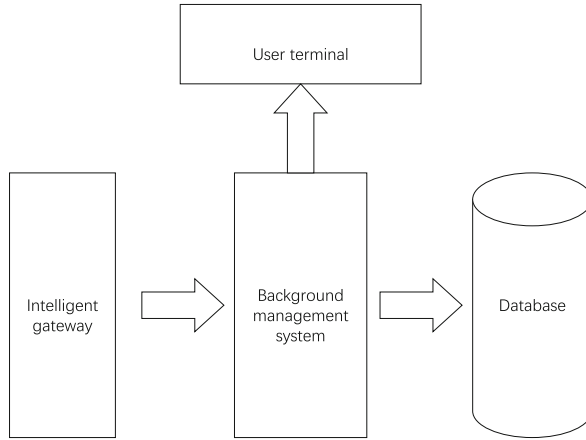 User terminal
Intelligent
gateway
Background
management
system
Database